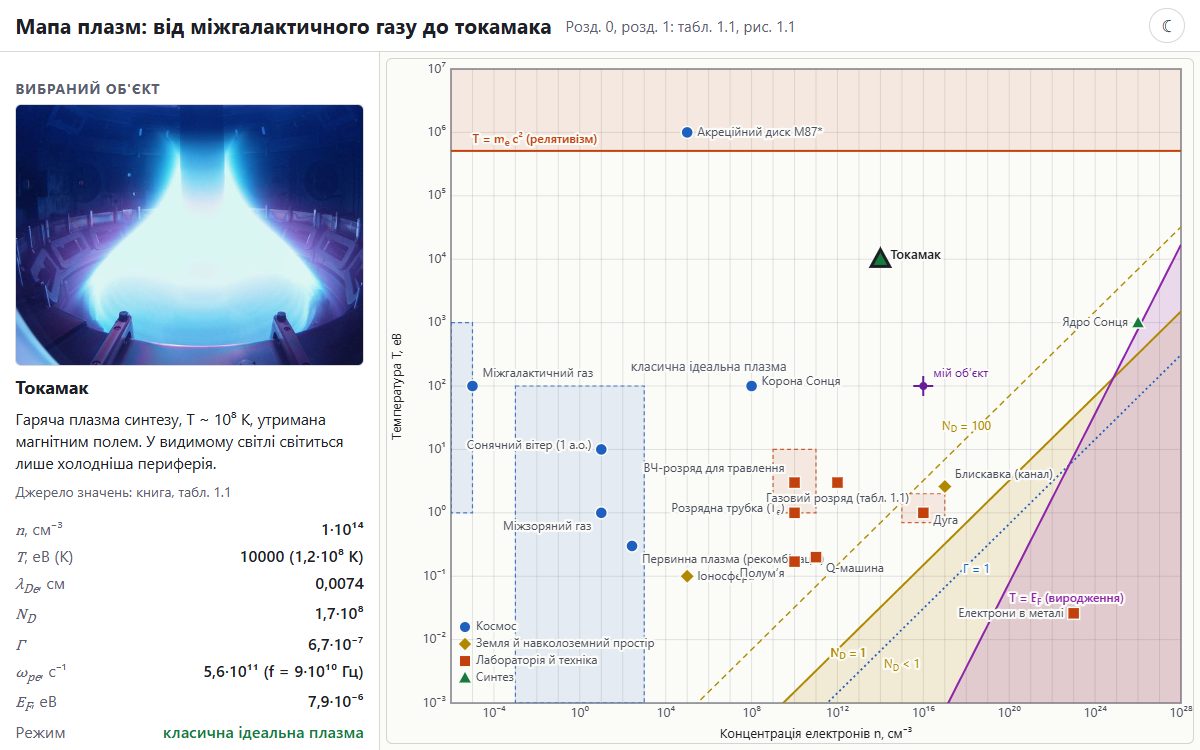 Мапа плазм: від міжгалактичного газу до токамака
Розд. 0, розд. 1: табл. 1.1, рис. 1.1
ВИБРАНИЙ ОБ'ЄКТ
Токамак
Гаряча плазма синтезу, T ~ 10⁸ К, утримана
магнітним полем. У видимому світлі світиться
лише холодніша периферія.
Джерело значень: книга, табл. 1.1
n, см⁻³ 1·10¹⁴
T, еВ (К) 10000 (1,2·10⁸ К)
λ_De, см 0,0074
N_D 1,7·10⁸
Γ 6,7·10⁻⁷
ω_pe, с⁻¹ 5,6·10¹¹ (f = 9·10¹⁰ Гц)
E_F, еВ 7,9·10⁻⁶
Режим класична ідеальна плазма
10⁷
10⁶
10⁵
10⁴
10³
10²
10¹
10⁰
10⁻¹
10⁻²
10⁻³
Температура T, еВ
T = mₑ c² (релятивізм)
Акреційний диск M87*
Токамак
Ядро Сонця
Міжгалактичний газ
класична ідеальна плазма
Корона Сонця
мій об'єкт
N_D = 100
Сонячний вітер (1 а.о.)
ВЧ-розряд для травлення
Блискавка (канал)
Газовий розряд (табл. 1.1)
Розрядна трубка (Tₑ)
Дуга
Міжзоряний газ
Первинна плазма
Q-машина
Полум'я
Γ = 1
T = E_F (виродження)
Електрони в металі
N_D = 1
N_D < 1
Космос
Земля й навколоземний простір
Лабораторія й техніка
Синтез
10⁻⁴
10⁰
10⁴
10⁸
10¹²
10¹⁶
10²⁰
10²⁴
10²⁸
Концентрація електронів n, см⁻³